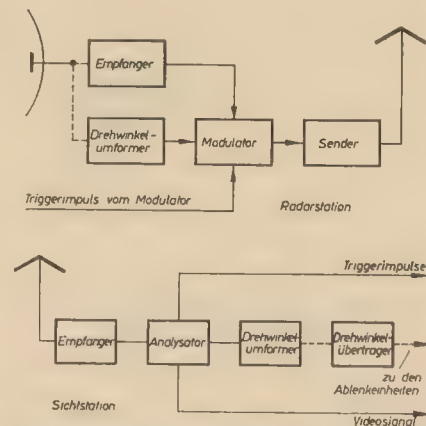 Empfänger
Drehwinkel-
umformer
Modulator
Sender
Triggerimpuls vom Modulator
Radarstation
Triggerimpulse
Empfänger
Analysator
Drehwinkel-
umformer
Drehwinkel-
übertrager
zu den
Ablenkeinheiten
Sichtstation
Videosignal